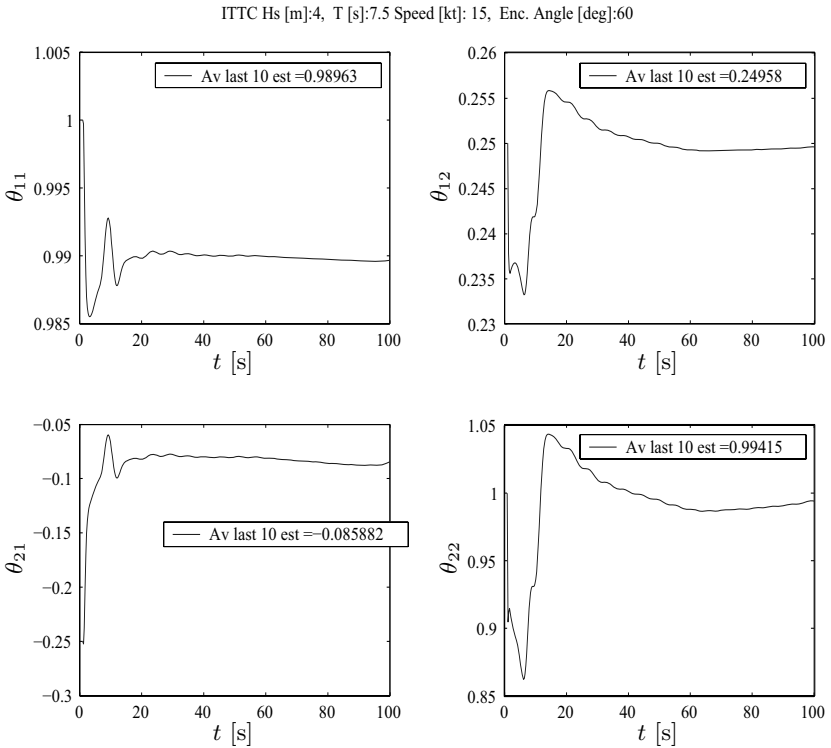 ITTC Hs [m]:4, T [s]:7.5 Speed [kt]: 15, Enc. Angle [deg]:60
1.005
1
0.995
0.99
0.985
θ11
Av last 10 est =0.98963
0 20 40 60 80 100
t [s]
0.26
0.255
0.25
0.245
0.24
0.235
0.23
θ12
Av last 10 est =0.24958
0 20 40 60 80 100
t [s]
−0.05
−0.1
−0.15
−0.2
−0.25
−0.3
θ21
Av last 10 est =−0.085882
0 20 40 60 80 100
t [s]
1.05
1
0.95
0.9
0.85
θ22
Av last 10 est =0.99415
0 20 40 60 80 100
t [s]